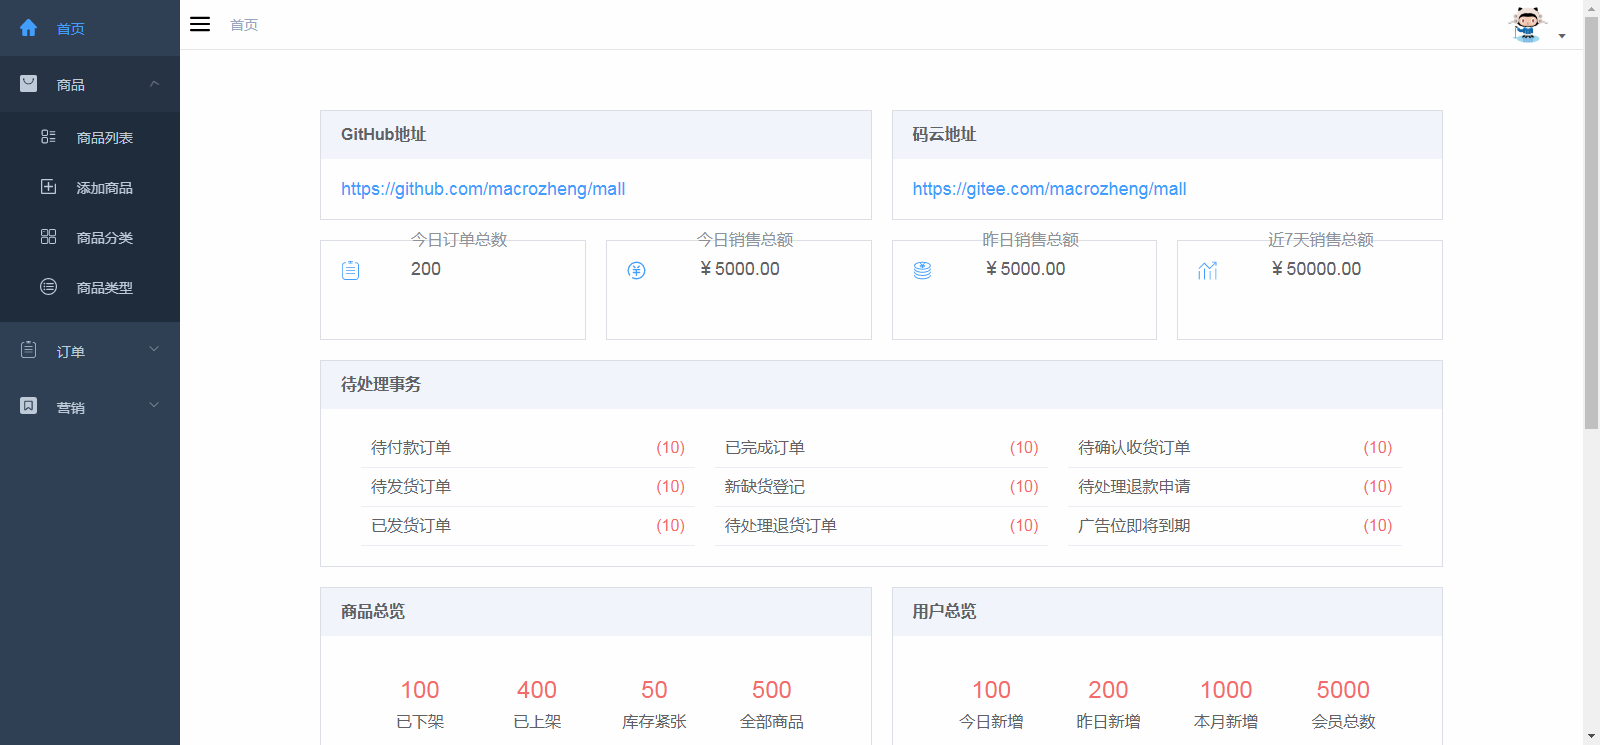 首页
商品
商品列表
添加商品
商品分类
商品类型
订单
营销
首页
GitHub地址
https://github.com/macrozheng/mall
码云地址
https://gitee.com/macrozheng/mall
今日订单总数
200
今日销售总额
￥5000.00
昨日销售总额
￥5000.00
近7天销售总额
￥50000.00
待处理事务
待付款订单 (10) 已完成订单 (10) 待确认收货订单 (10)
待发货订单 (10) 新缺货登记 (10) 待处理退款申请 (10)
已发货订单 (10) 待处理退货订单 (10) 广告位即将到期 (10)
商品总览
100 400 50 500
已下架 已上架 库存紧张 全部商品
用户总览
100 200 1000 5000
今日新增 昨日新增 本月新增 会员总数